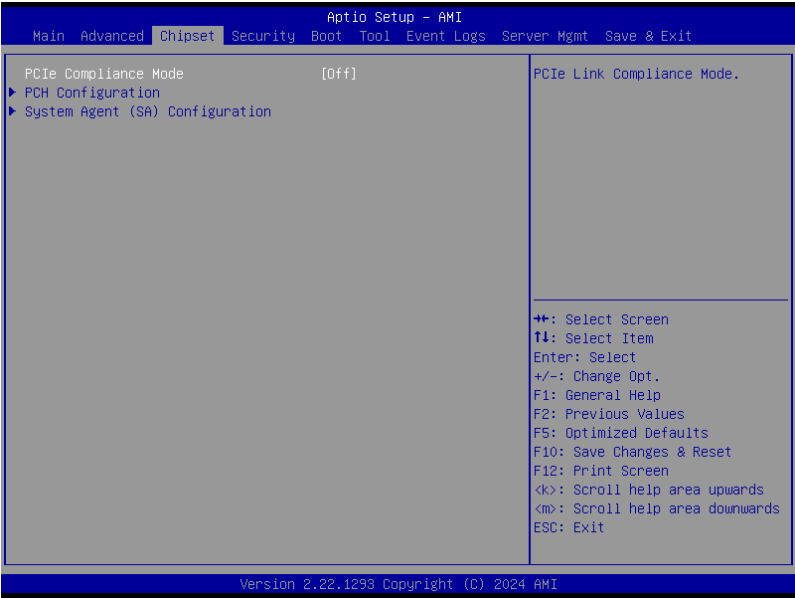 Aptio Setup – AMI
Main Advanced Chipset Security Boot Tool Event Logs Server Mgmt Save & Exit
PCIe Compliance Mode [Off]
PCH Configuration
System Agent (SA) Configuration
PCIe Link Compliance Mode.
→←: Select Screen
↑↓: Select Item
Enter: Select
+/-: Change Opt.
F1: General Help
F2: Previous Values
F5: Optimized Defaults
F10: Save Changes & Reset
F12: Print Screen
<k>: Scroll help area upwards
<m>: Scroll help area downwards
ESC: Exit
Version 2.22.1293 Copyright (C) 2024 AMI